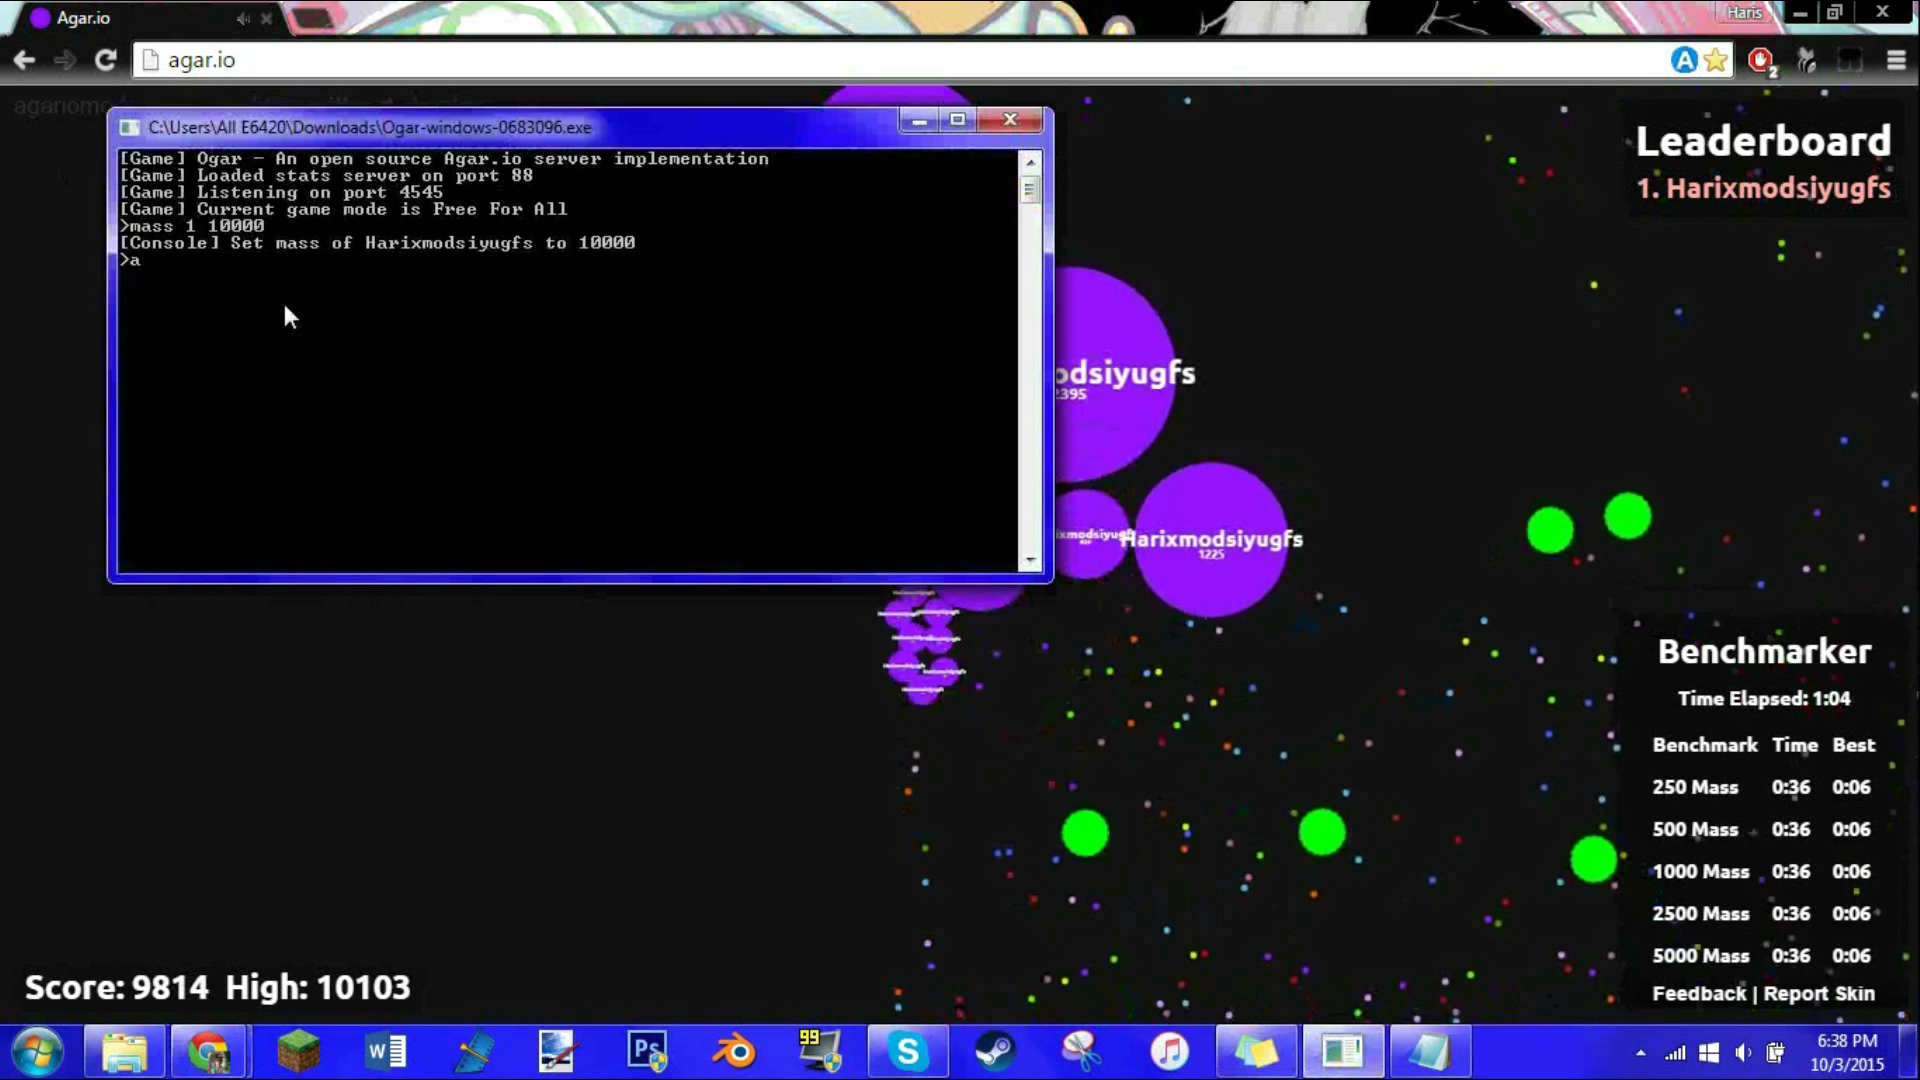 Agar.io
Haris
agar.io
2
C:\Users\All E6420\Downloads\Ogar-windows-0683096.exe
[Game] Ogar - An open source Agar.io server implementation
[Game] Loaded stats server on port 88
[Game] Listening on port 4545
[Game] Current game mode is Free For All
>mass 1 10000
[Console] Set mass of Harixmodsiyugfs to 10000
>a
Leaderboard
1. Harixmodsiyugfs
odsiyugfs
2395
Harixmodsiyugfs
1225
Benchmarker
Time Elapsed: 1:04
Benchmark Time Best
250 Mass 0:36 0:06
500 Mass 0:36 0:06
1000 Mass 0:36 0:06
2500 Mass 0:36 0:06
5000 Mass 0:36 0:06
Feedback | Report Skin
Score: 9814 High: 10103
W
Ps
99
S
6:38 PM
10/3/2015